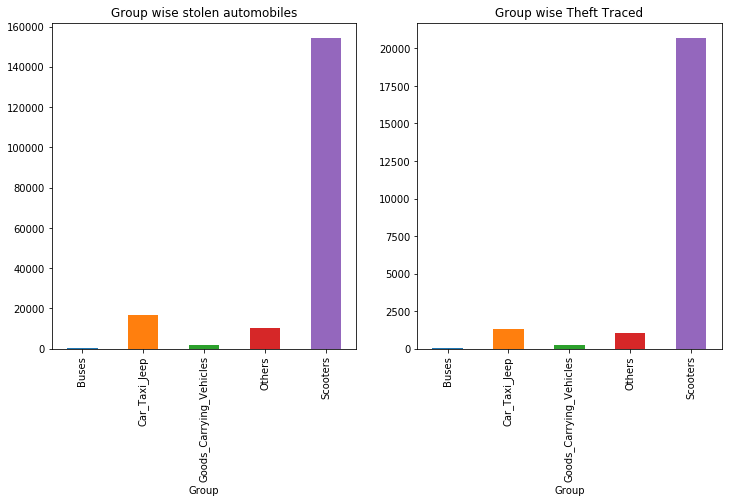 Group wise stolen automobiles
160000
140000
120000
100000
80000
60000
40000
20000
0
Buses
Car_Taxi_Jeep
Goods_Carrying_Vehicles
Others
Scooters
Group
Group wise Theft Traced
20000
17500
15000
12500
10000
7500
5000
2500
0
Buses
Car_Taxi_Jeep
Goods_Carrying_Vehicles
Others
Scooters
Group